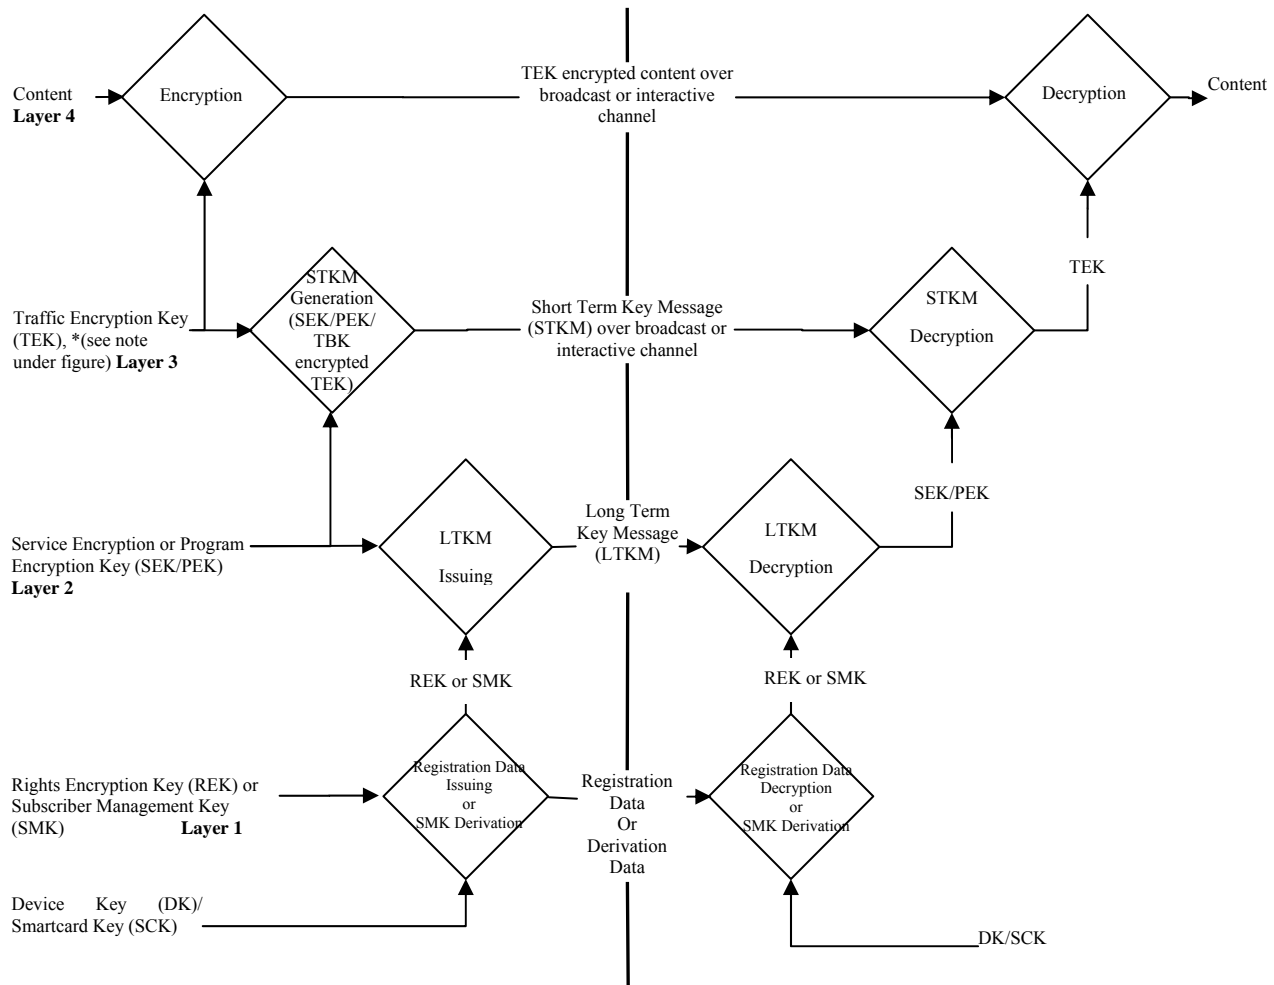 Content
Layer 4
Encryption
TEK encrypted content over
broadcast or interactive
channel
Decryption
Content
TEK
Traffic Encryption Key
(TEK), *(see note
under figure) Layer 3
STKM
Generation
(SEK/PEK/
TBK
encrypted
TEK)
Short Term Key Message
(STKM) over broadcast or
interactive channel
STKM
Decryption
SEK/PEK
Service Encryption or Program
Encryption Key (SEK/PEK)
Layer 2
LTKM
Issuing
Long Term
Key Message
(LTKM)
LTKM
Decryption
REK or SMK
REK or SMK
Rights Encryption Key (REK) or
Subscriber Management Key
(SMK) Layer 1
Registration Data
Issuing
or
SMK Derivation
Registration
Data
Or
Derivation
Data
Registration Data
Decryption
or
SMK Derivation
Device Key (DK)/
Smartcard Key (SCK)
DK/SCK